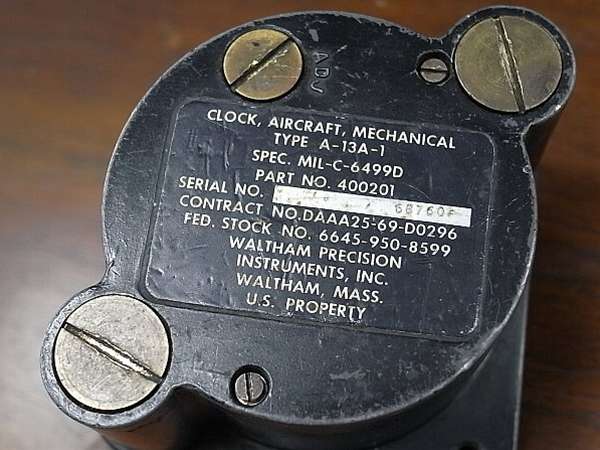 ADJ
CLOCK, AIRCRAFT, MECHANICAL
TYPE A-13A-1
SPEC. MIL-C-6499D
PART NO. 400201
SERIAL NO.
CONTRACT NO.DAAA25-69-D0296
FED. STOCK NO. 6645-950-8599
WALTHAM PRECISION
INSTRUMENTS, INC.
WALTHAM, MASS.
U.S. PROPERTY